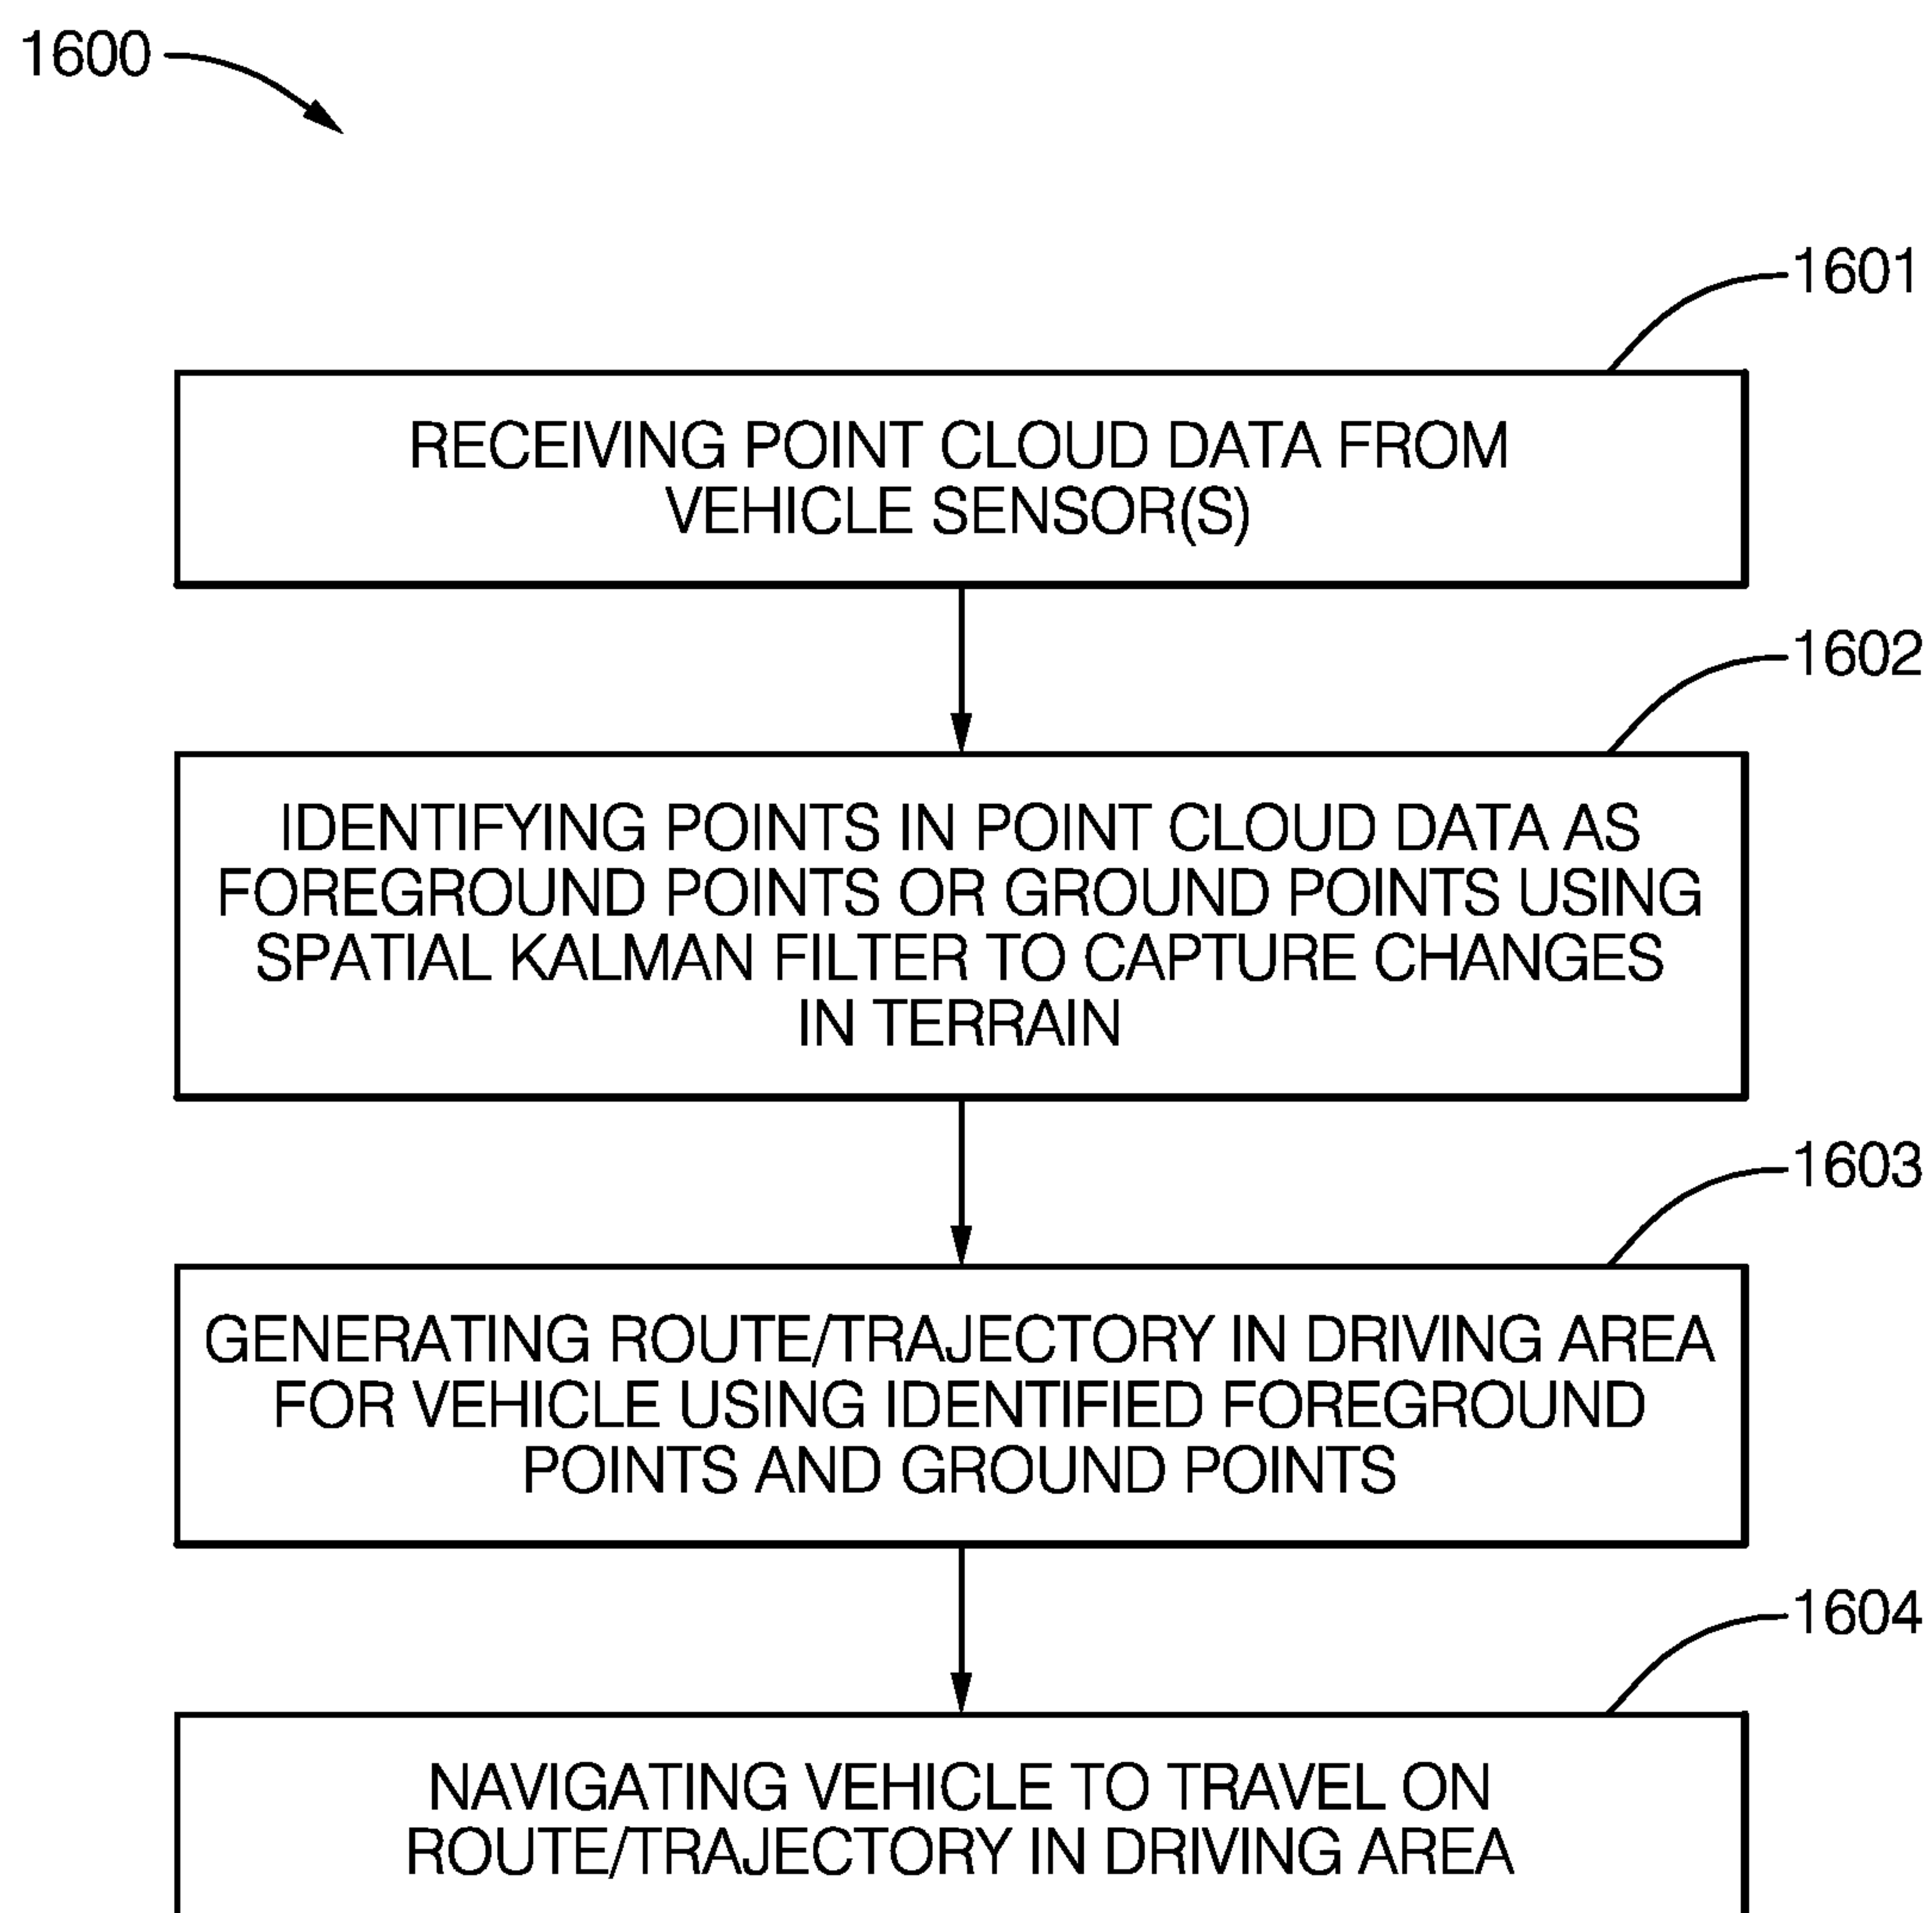 1600
1601
RECEIVING POINT CLOUD DATA FROM
VEHICLE SENSOR(S)
1602
IDENTIFYING POINTS IN POINT CLOUD DATA AS
FOREGROUND POINTS OR GROUND POINTS USING
SPATIAL KALMAN FILTER TO CAPTURE CHANGES
IN TERRAIN
1603
GENERATING ROUTE/TRAJECTORY IN DRIVING AREA
FOR VEHICLE USING IDENTIFIED FOREGROUND
POINTS AND GROUND POINTS
1604
NAVIGATING VEHICLE TO TRAVEL ON
ROUTE/TRAJECTORY IN DRIVING AREA